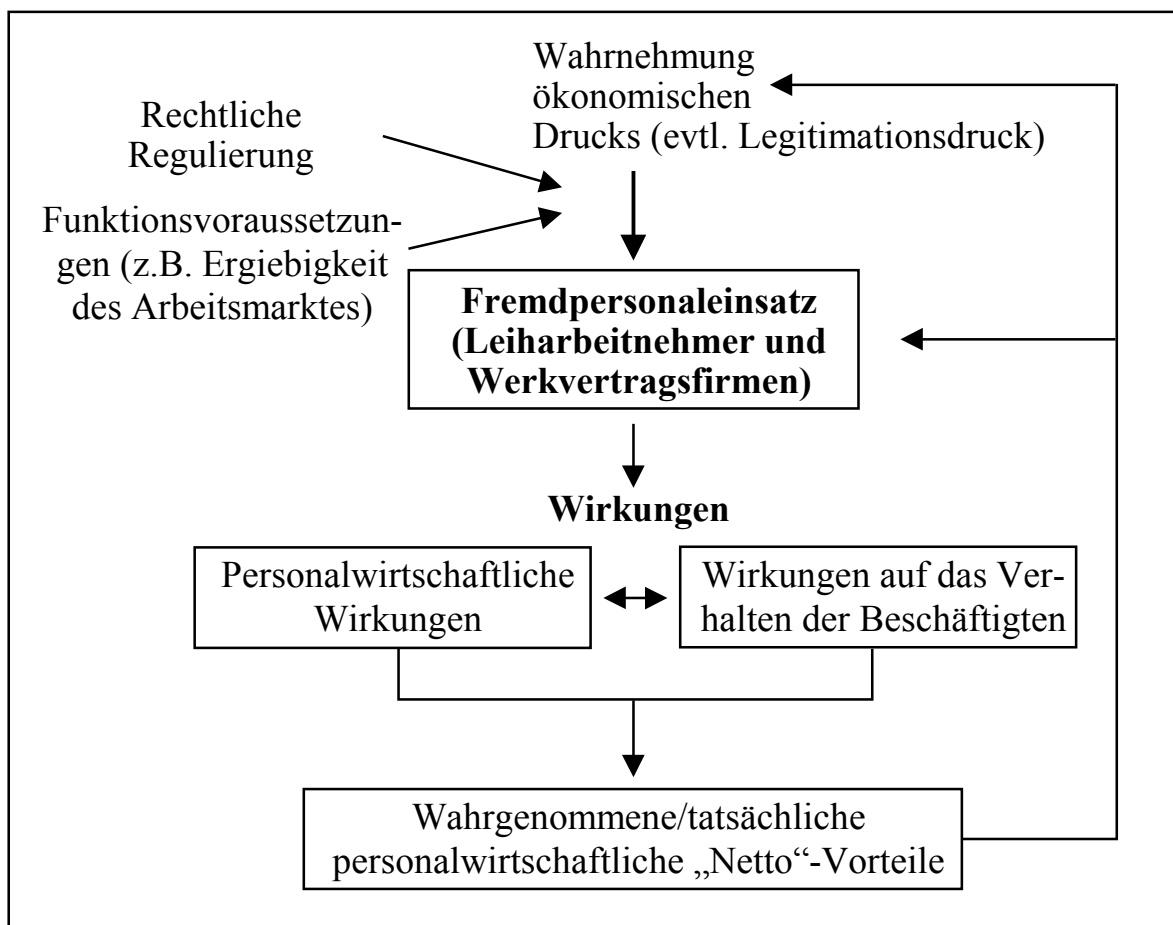 Wahrnehmung
ökonomischen
Drucks (evtl. Legitimationsdruck)
Rechtliche
Regulierung
Funktionsvoraussetzun-
gen (z.B. Ergiebigkeit
des Arbeitsmarktes)
Fremdpersonaleinsatz
(Leiharbeitnehmer und
Werkvertragsfirmen)
Wirkungen
Personalwirtschaftliche
Wirkungen
Wirkungen auf das Ver-
halten der Beschäftigten
Wahrgenommene/tatsächliche
personalwirtschaftliche „Netto“-Vorteile